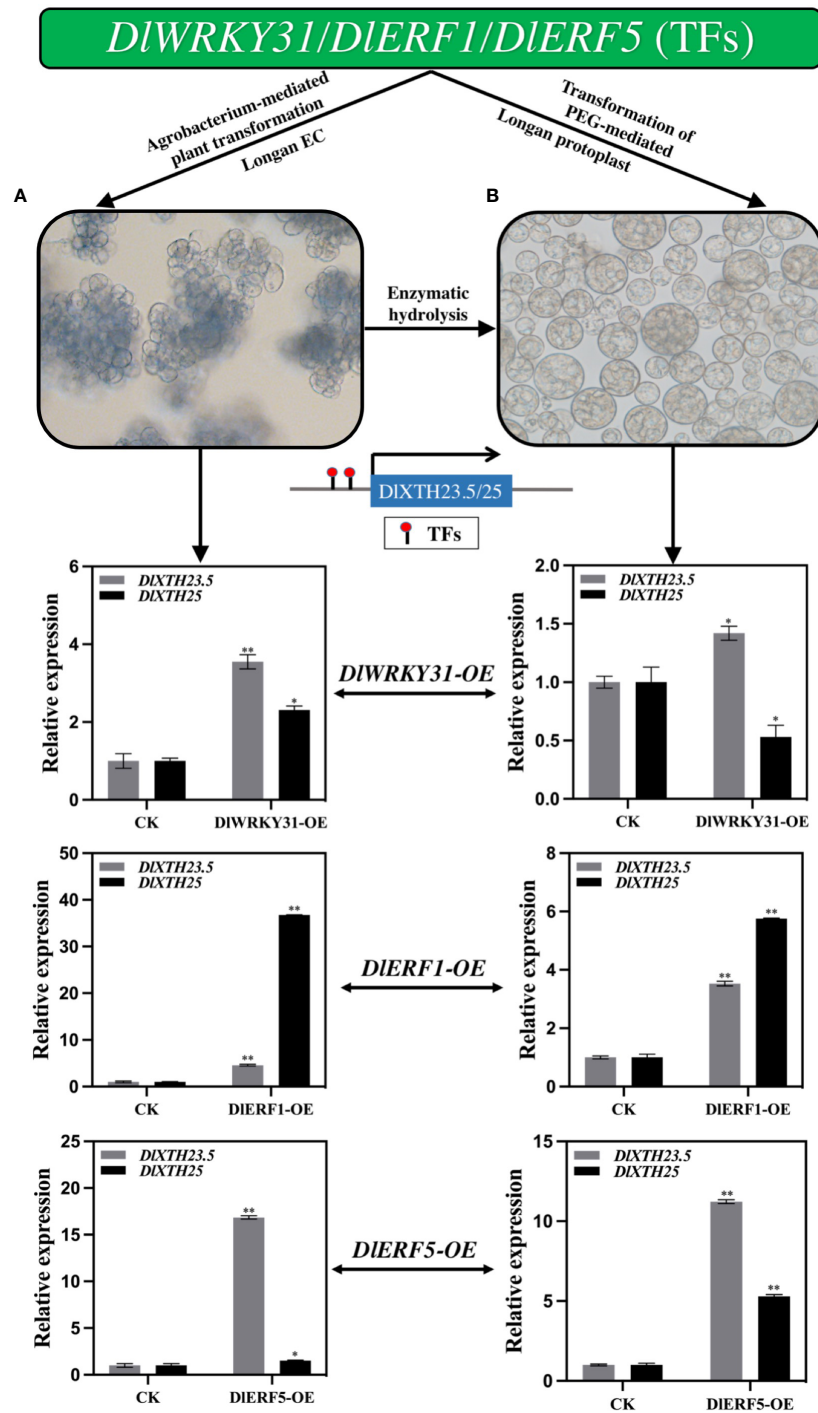 DlWRKY31/DlERF1/DlERF5 (TFs)
Agrobacterium-mediated
plant transformation
Longan EC
Transformation of
PEG-mediated
Longan protoplast
A
B
Enzymatic
hydrolysis
DlXTH23.5/25
TFs
Relative expression
6
4
2
0
DlXTH23.5
DlXTH25
**
*
CK
DlWRKY31-OE
DlWRKY31-OE
Relative expression
2.0
1.5
1.0
0.5
0.0
DlXTH23.5
DlXTH25
*
*
CK
DlWRKY31-OE
Relative expression
50
40
30
20
10
0
DlXTH23.5
DlXTH25
**
**
CK
DlERF1-OE
DlERF1-OE
Relative expression
8
6
4
2
0
DlXTH23.5
DlXTH25
**
**
CK
DlERF1-OE
Relative expression
25
20
15
10
5
0
DlXTH23.5
DlXTH25
**
*
CK
DlERF5-OE
DlERF5-OE
Relative expression
15
10
5
0
DlXTH23.5
DlXTH25
**
**
CK
DlERF5-OE